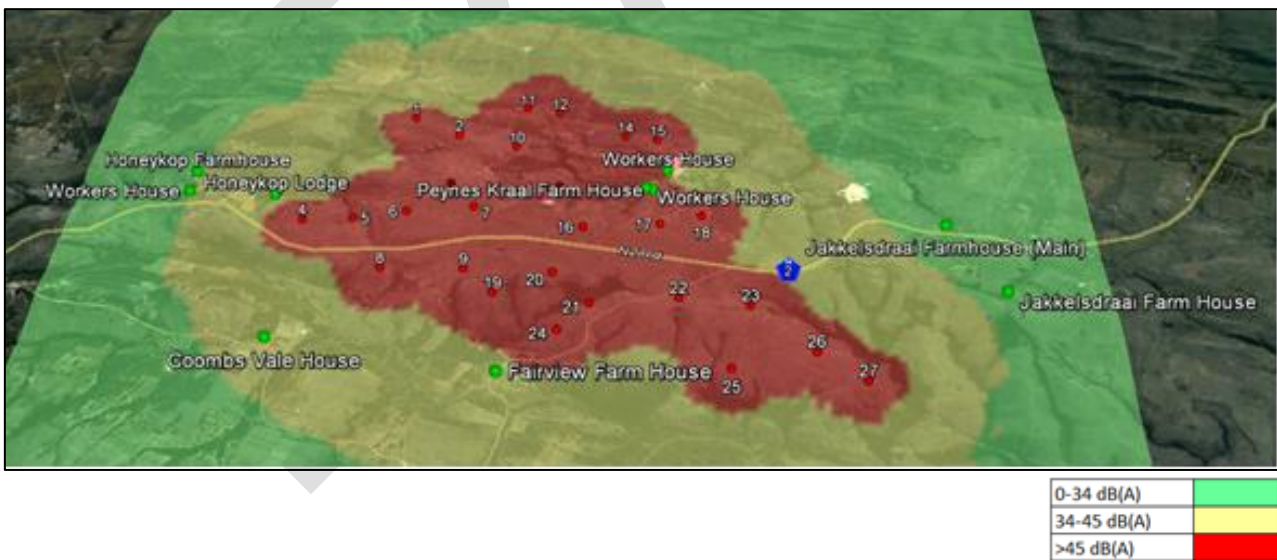 11
12
1
2
14
15
10
Workers House
Honeykop Farmhouse
Workers House
Honeykop Lodge
Peynes Kraal Farm House
Workers House
4
5
6
7
16
17
18
Jakkelsdraai Farmhouse (Main)
8
9
20
2
19
Jakkelsdraai Farm House
21
22
23
24
Coombs Vale House
Fairview Farm House
26
25
27
0-34 dB(A)
34-45 dB(A)
>45 dB(A)